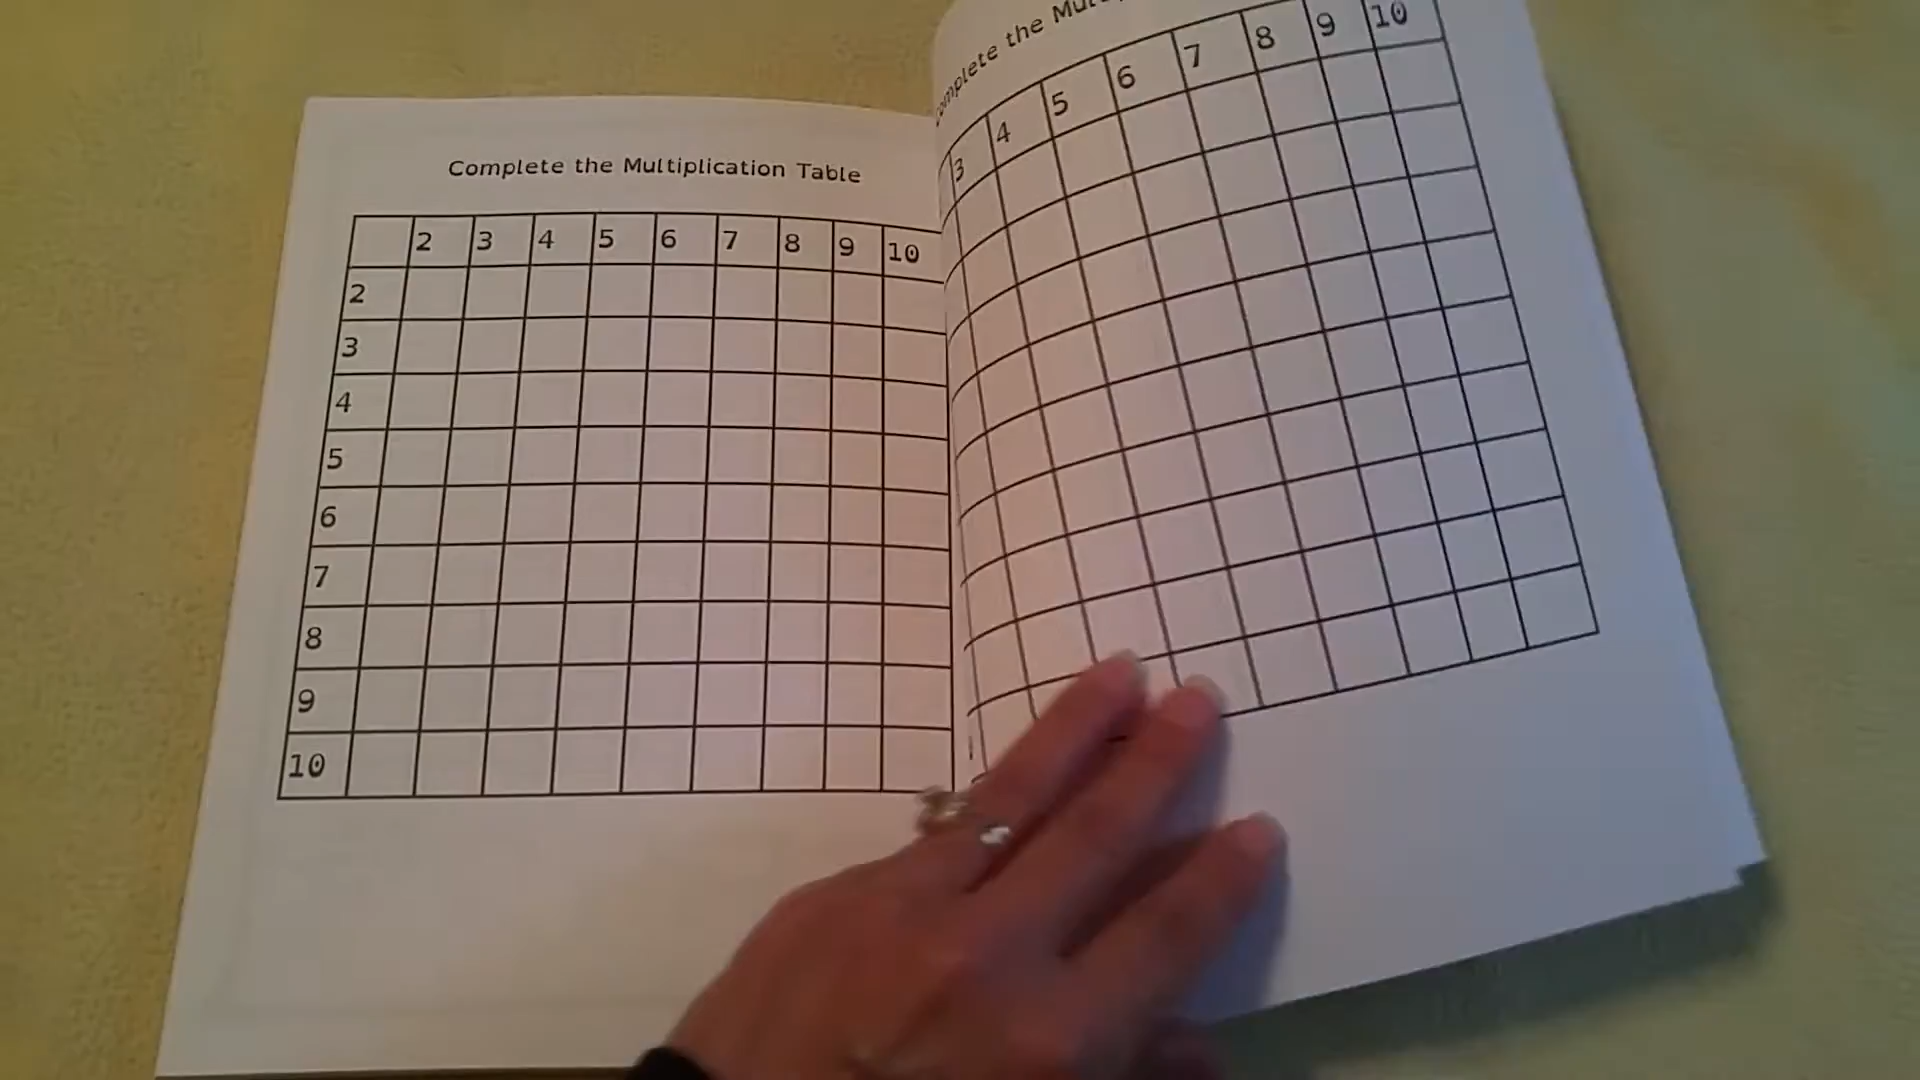 Complete the Multiplication Table
2 3 4 5 6 7 8 9 10
2
3
4
5
6
7
8
9
10
the
3 4 5 6 7 8 9 10